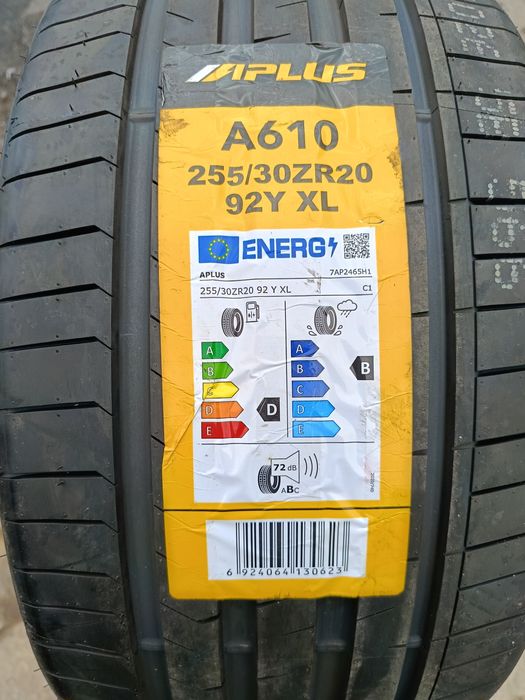 APLUS
A610
255/30ZR20
92Y XL
ENERG
APLUS 7AP2465H1
255/30ZR20 92 Y XL C1
A A
B B B
C C
D D D
E E
72 dB
ABC
6 924064 130623